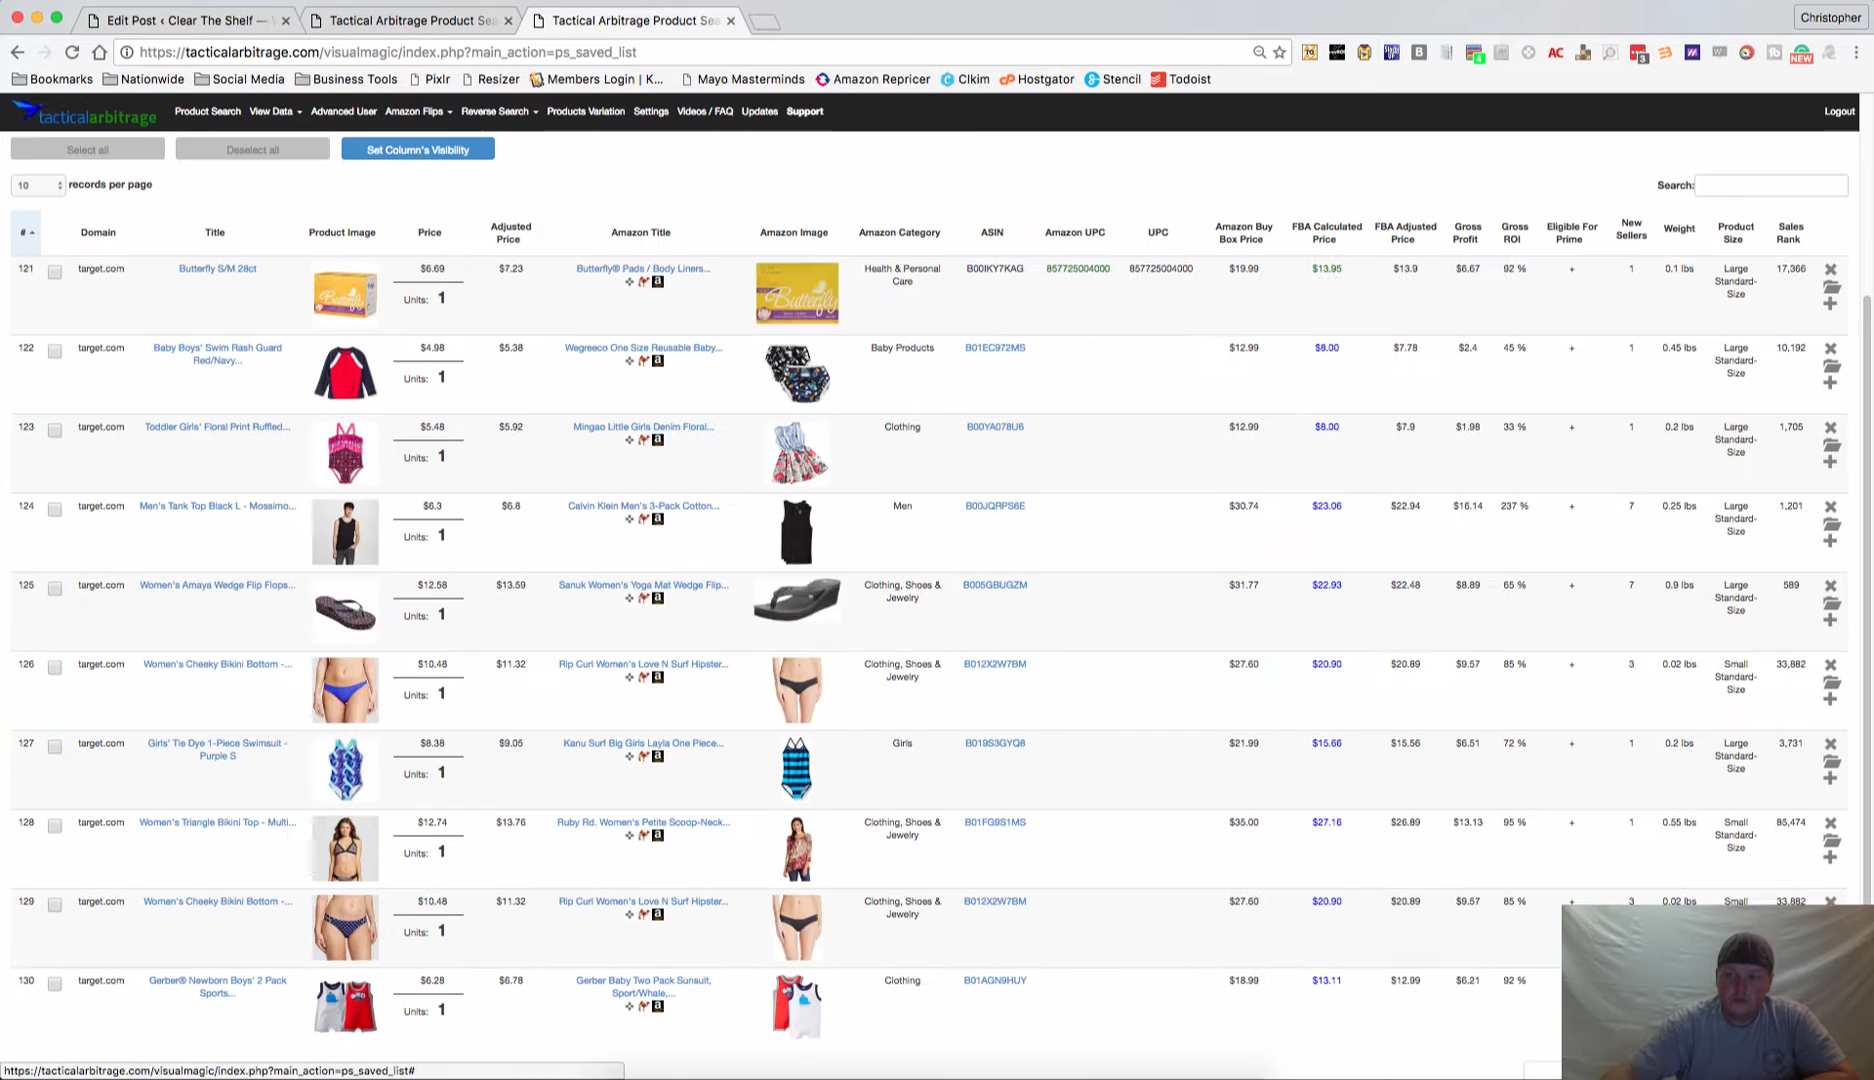 Edit Post ‹ Clear The Shelf —
Tactical Arbitrage Product Sea
Tactical Arbitrage Product Sea
Christopher
https://tacticalarbitrage.com/visualmagic/index.php?main_action=ps_saved_list
Bookmarks Nationwide Social Media Business Tools Pixlr Resizer Members Login | K... Mayo Masterminds Amazon Repricer Clkim Hostgator Stencil Todoist
tacticalarbitrage Product Search View Data Advanced User Amazon Flips Reverse Search Products Variation Settings Videos / FAQ Updates Support Logout
Select all Deselect all Set Column's Visibility
10 records per page Search:
# Domain Title Product Image Price Adjusted Price Amazon Title Amazon Image Amazon Category ASIN Amazon UPC UPC Amazon Buy Box Price FBA Calculated Price FBA Adjusted Price Gross Profit Gross ROI Eligible For Prime New Sellers Weight Product Size Sales Rank
121 target.com Butterfly S/M 28ct $6.69 Units: 1 $7.23 Butterfly® Pads / Body Liners... Health & Personal Care B00IKY7KAG 857725004000 857725004000 $19.99 $13.95 $13.9 $6.67 92 % + 1 0.1 lbs Large Standard-Size 17,366
122 target.com Baby Boys' Swim Rash Guard Red/Navy... $4.98 Units: 1 $5.38 Wegreeco One Size Reusable Baby... Baby Products B01EC972MS $12.99 $8.00 $7.78 $2.4 45 % + 1 0.45 lbs Large Standard-Size 10,192
123 target.com Toddler Girls' Floral Print Ruffled... $5.48 Units: 1 $5.92 Mingao Little Girls Denim Floral... Clothing B00YA078U6 $12.99 $8.00 $7.9 $1.98 33 % + 1 0.2 lbs Large Standard-Size 1,705
124 target.com Men's Tank Top Black L - Mossimo... $6.3 Units: 1 $6.8 Calvin Klein Men's 3-Pack Cotton... Men B00JQRPS6E $30.74 $23.06 $22.94 $16.14 237 % + 7 0.25 lbs Large Standard-Size 1,201
125 target.com Women's Amaya Wedge Flip Flops... $12.58 Units: 1 $13.59 Sanuk Women's Yoga Mat Wedge Flip... Clothing, Shoes & Jewelry B005GBUGZM $31.77 $22.93 $22.48 $8.89 65 % + 7 0.9 lbs Large Standard-Size 589
126 target.com Women's Cheeky Bikini Bottom -... $10.48 Units: 1 $11.32 Rip Curl Women's Love N Surf Hipster... Clothing, Shoes & Jewelry B012X2W7BM $27.60 $20.90 $20.89 $9.57 85 % + 3 0.02 lbs Small Standard-Size 33,882
127 target.com Girls' Tie Dye 1-Piece Swimsuit - Purple S $8.38 Units: 1 $9.05 Kanu Surf Big Girls Layla One Piece... Girls B019S3GYQ8 $21.99 $15.66 $15.56 $6.51 72 % + 1 0.2 lbs Large Standard-Size 3,731
128 target.com Women's Triangle Bikini Top - Multi... $12.74 Units: 1 $13.76 Ruby Rd. Women's Petite Scoop-Neck... Clothing, Shoes & Jewelry B01FG9S1MS $35.00 $27.16 $26.89 $13.13 95 % + 1 0.55 lbs Small Standard-Size 85,474
129 target.com Women's Cheeky Bikini Bottom -... $10.48 Units: 1 $11.32 Rip Curl Women's Love N Surf Hipster... Clothing, Shoes & Jewelry B012X2W7BM $27.60 $20.90 $20.89 $9.57 85 % + 3 0.02 lbs Small 33,882
130 target.com Gerber® Newborn Boys' 2 Pack Sports... $6.28 Units: 1 $6.78 Gerber Baby Two Pack Sunsuit, Sport/Whale,... Clothing B01AGN9HUY $18.99 $13.11 $12.99 $6.21 92 %
https://tacticalarbitrage.com/visualmagic/index.php?main_action=ps_saved_list#